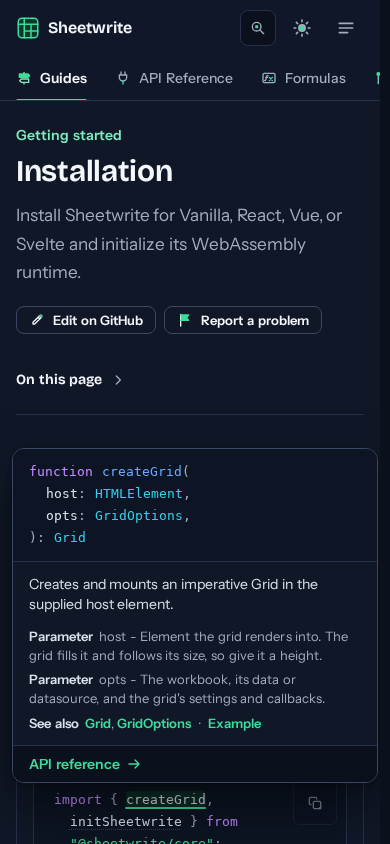 Sheetwrite
Guides
API Reference
Formulas
Getting started
Installation
Install Sheetwrite for Vanilla, React, Vue, or
Svelte and initialize its WebAssembly
runtime.
Edit on GitHub
Report a problem
On this page
function createGrid(
host: HTMLElement,
opts: GridOptions,
): Grid
Creates and mounts an imperative Grid in the
supplied host element.
Parameter host - Element the grid renders into. The
grid fills it and follows its size, so give it a height.
Parameter opts - The workbook, its data or
datasource, and the grid's settings and callbacks.
See also Grid, GridOptions · Example
API reference →
import { createGrid,
initSheetwrite } from
"@sheetwrite/core";